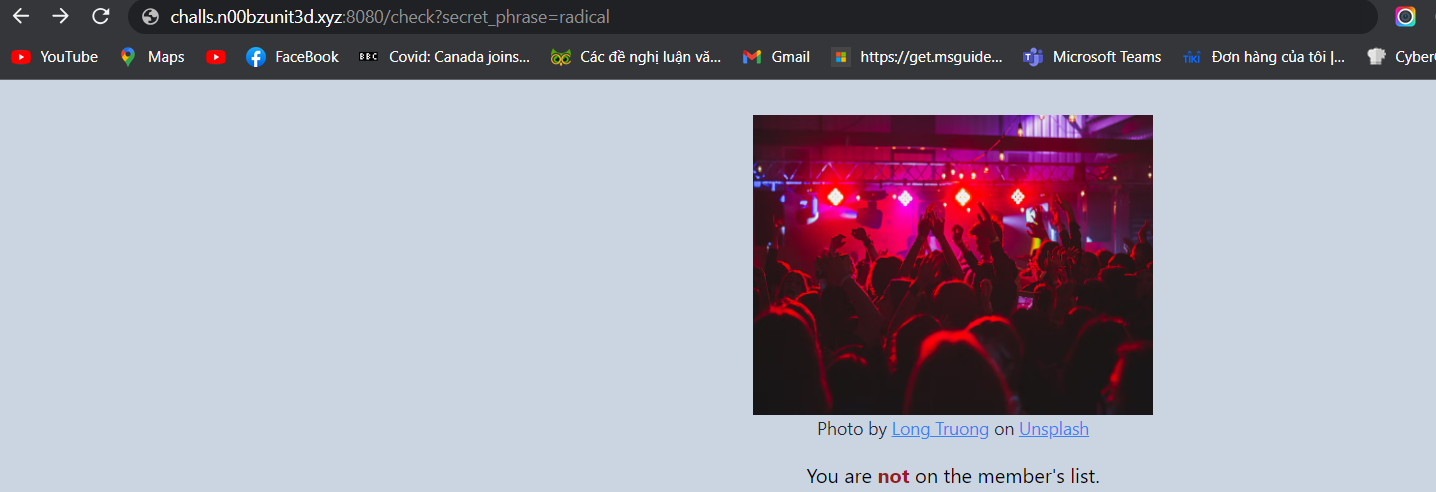 challs.n00bzunit3d.xyz:8080/check?secret_phrase=radical
YouTube Maps FaceBook BBC Covid: Canada joins... Các đề nghị luận vă... Gmail https://get.msguide... Microsoft Teams TIKI Đơn hàng của tôi |...
Photo by Long Truong on Unsplash
You are not on the member's list.